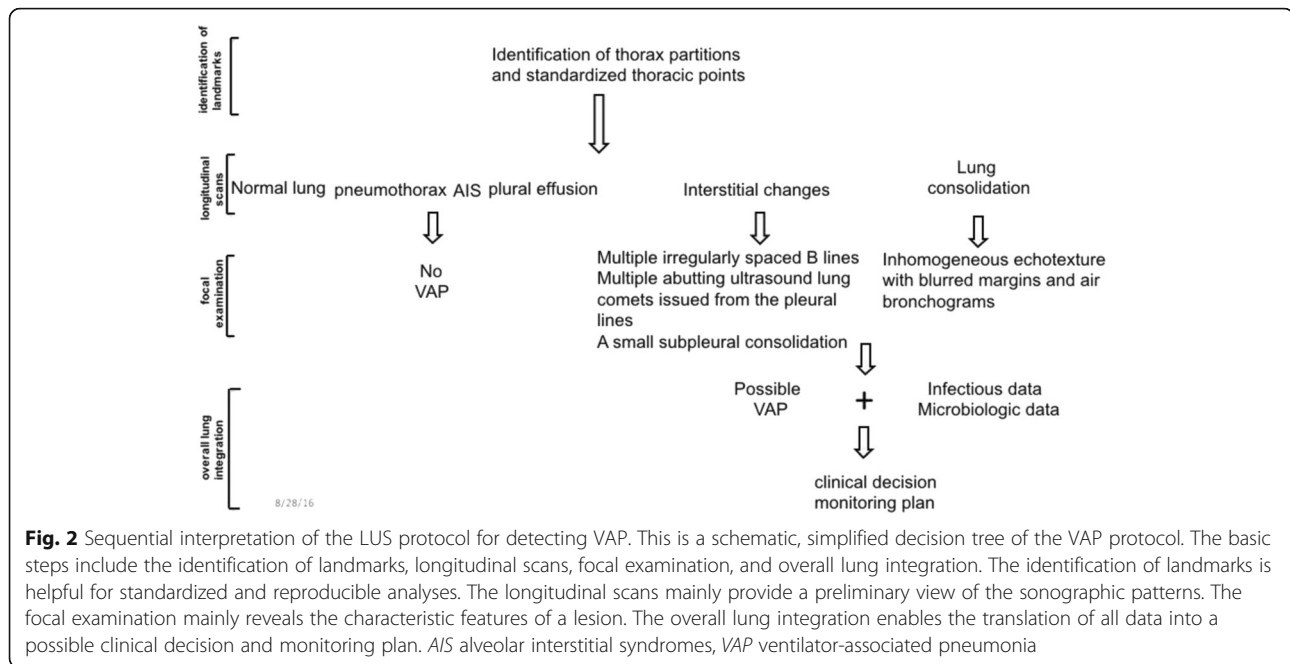 identification of
landmarks
Identification of thorax partitions
and standardized thoracic points
longitudinal
scans
Normal lung pneumothorax AIS plural effusion
Interstitial changes
Lung
consolidation
focal
examination
No
VAP
Multiple irregularly spaced B lines
Multiple abutting ultrasound lung
comets issued from the pleural
lines
A small subpleural consolidation
Inhomogeneous echotexture
with blurred margins and air
bronchograms
overall lung
integration
Possible
VAP
+
Infectious data
Microbiologic data
clinical decision
monitoring plan
8/28/16
Fig. 2 Sequential interpretation of the LUS protocol for detecting VAP. This is a schematic, simplified decision tree of the VAP protocol. The basic
steps include the identification of landmarks, longitudinal scans, focal examination, and overall lung integration. The identification of landmarks is
helpful for standardized and reproducible analyses. The longitudinal scans mainly provide a preliminary view of the sonographic patterns. The
focal examination mainly reveals the characteristic features of a lesion. The overall lung integration enables the translation of all data into a
possible clinical decision and monitoring plan. AIS alveolar interstitial syndromes, VAP ventilator-associated pneumonia